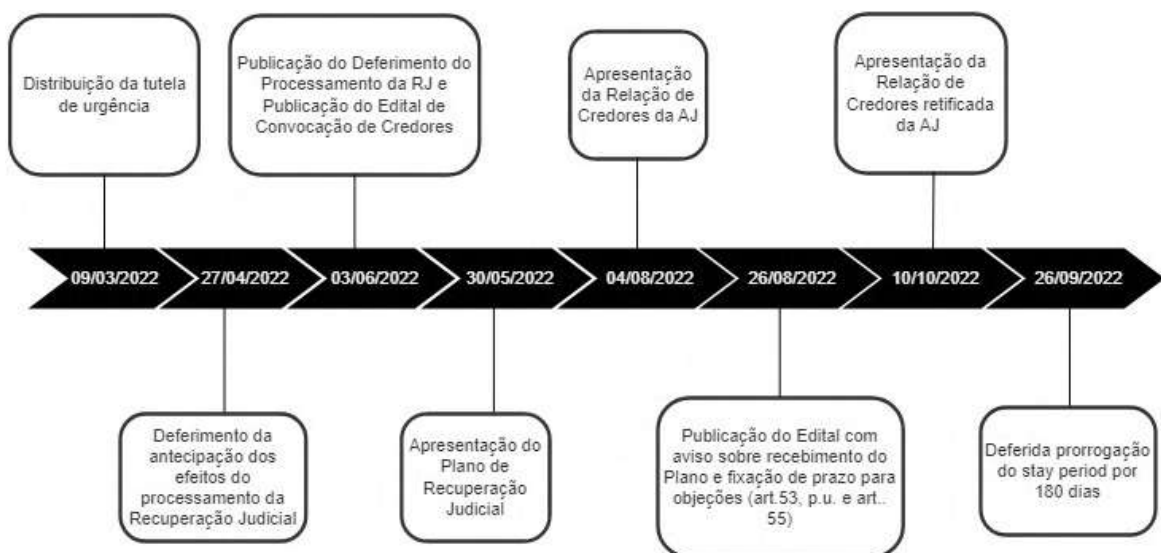 Distribuição da tutela
de urgência
Publicação do Deferimento do
Processamento da RJ e
Publicação do Edital de
Convocação de Credores
Apresentação
da Relação de
Credores da AJ
Apresentação da
Relação de
Credores retificada
da AJ
09/03/2022
27/04/2022
03/06/2022
30/05/2022
04/08/2022
26/08/2022
10/10/2022
26/09/2022
Deferimento da
antecipação dos
efeitos do
processamento da
Recuperação Judicial
Apresentação do
Plano de
Recuperação
Judicial
Publicação do Edital com
aviso sobre recebimento do
Plano e fixação de prazo para
objeções (art.53, p.u. e art..
55)
Deferida prorrogação
do stay period por
180 dias